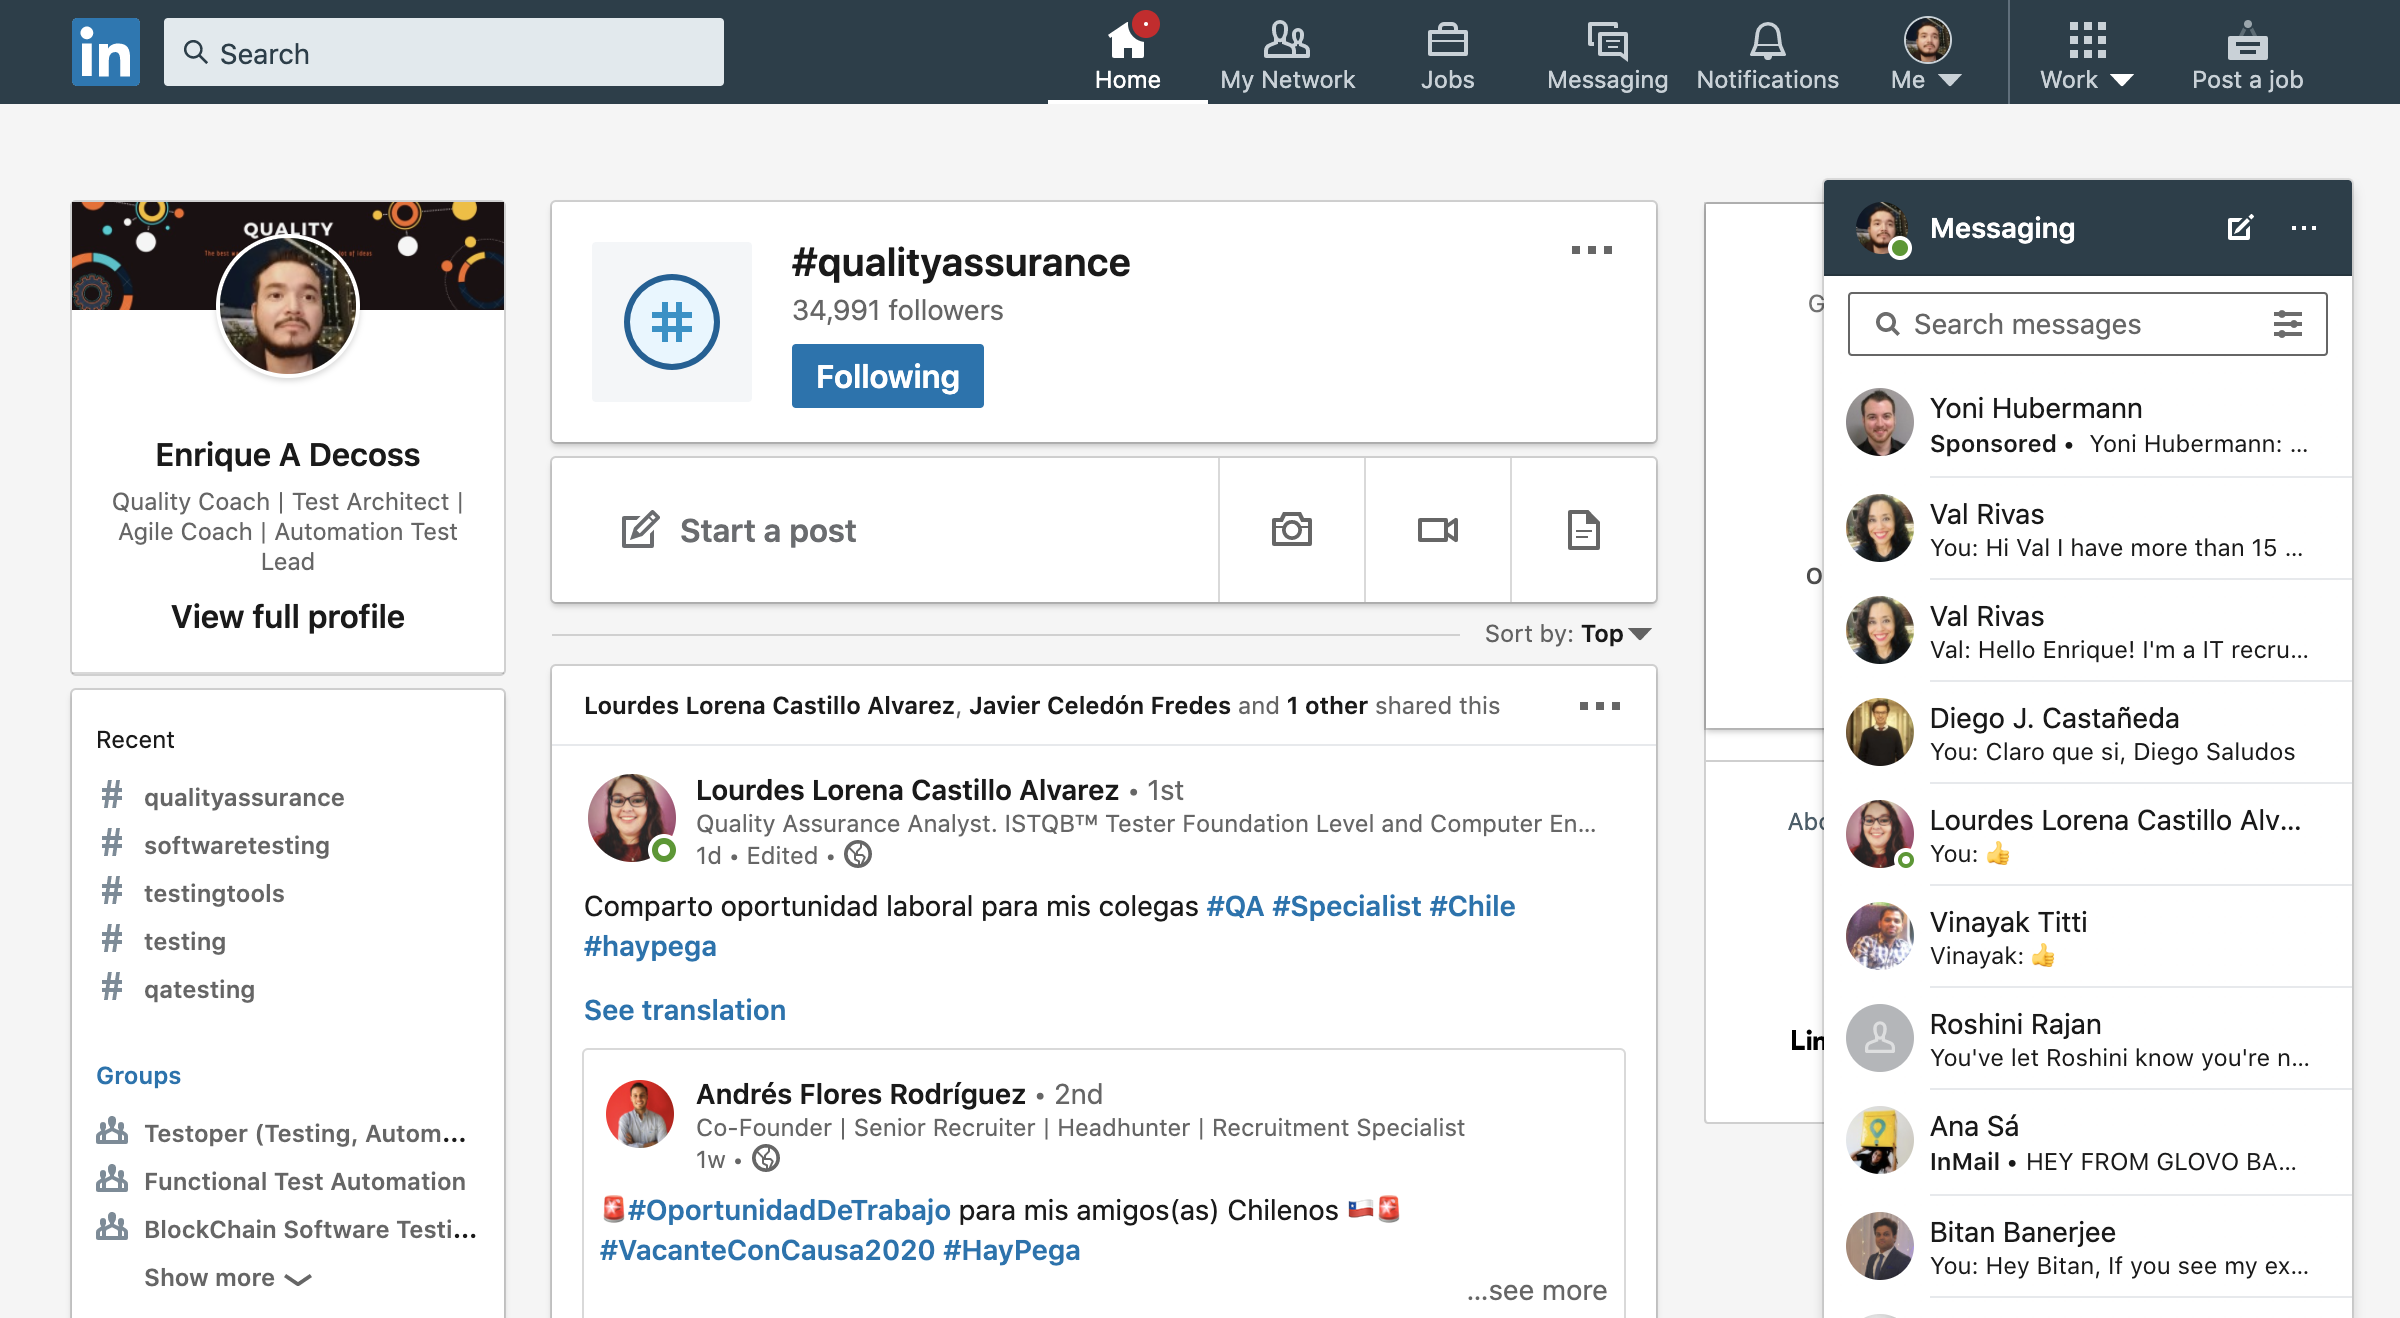 in
Search
Home
My Network
Jobs
Messaging
Notifications
Me
Work
Post a job
QUALITY
Enrique A Decoss
Quality Coach | Test Architect |
Agile Coach | Automation Test
Lead
View full profile
Recent
# qualityassurance
# softwaretesting
# testingtools
# testing
# qatesting
Groups
Testoper (Testing, Autom...
Functional Test Automation
BlockChain Software Testi...
Show more
#
#qualityassurance
34,991 followers
Following
Start a post
Sort by: Top
Lourdes Lorena Castillo Alvarez, Javier Celedón Fredes and 1 other shared this
Lourdes Lorena Castillo Alvarez • 1st
Quality Assurance Analyst. ISTQB™ Tester Foundation Level and Computer En...
1d • Edited •
Comparto oportunidad laboral para mis colegas #QA #Specialist #Chile
#haypega
See translation
Andrés Flores Rodríguez • 2nd
Co-Founder | Senior Recruiter | Headhunter | Recruitment Specialist
1w •
🚨#OportunidadDeTrabajo para mis amigos(as) Chilenos 🇨🇱🚨
#VacanteConCausa2020 #HayPega
...see more
Messaging
Search messages
Yoni Hubermann
Sponsored • Yoni Hubermann: ...
Val Rivas
You: Hi Val I have more than 15 ...
Val Rivas
Val: Hello Enrique! I'm a IT recru...
Diego J. Castañeda
You: Claro que si, Diego Saludos
Lourdes Lorena Castillo Alv...
You: 👍
Vinayak Titti
Vinayak: 👍
Roshini Rajan
You've let Roshini know you're n...
Ana Sá
InMail • HEY FROM GLOVO BA...
Bitan Banerjee
You: Hey Bitan, If you see my ex...